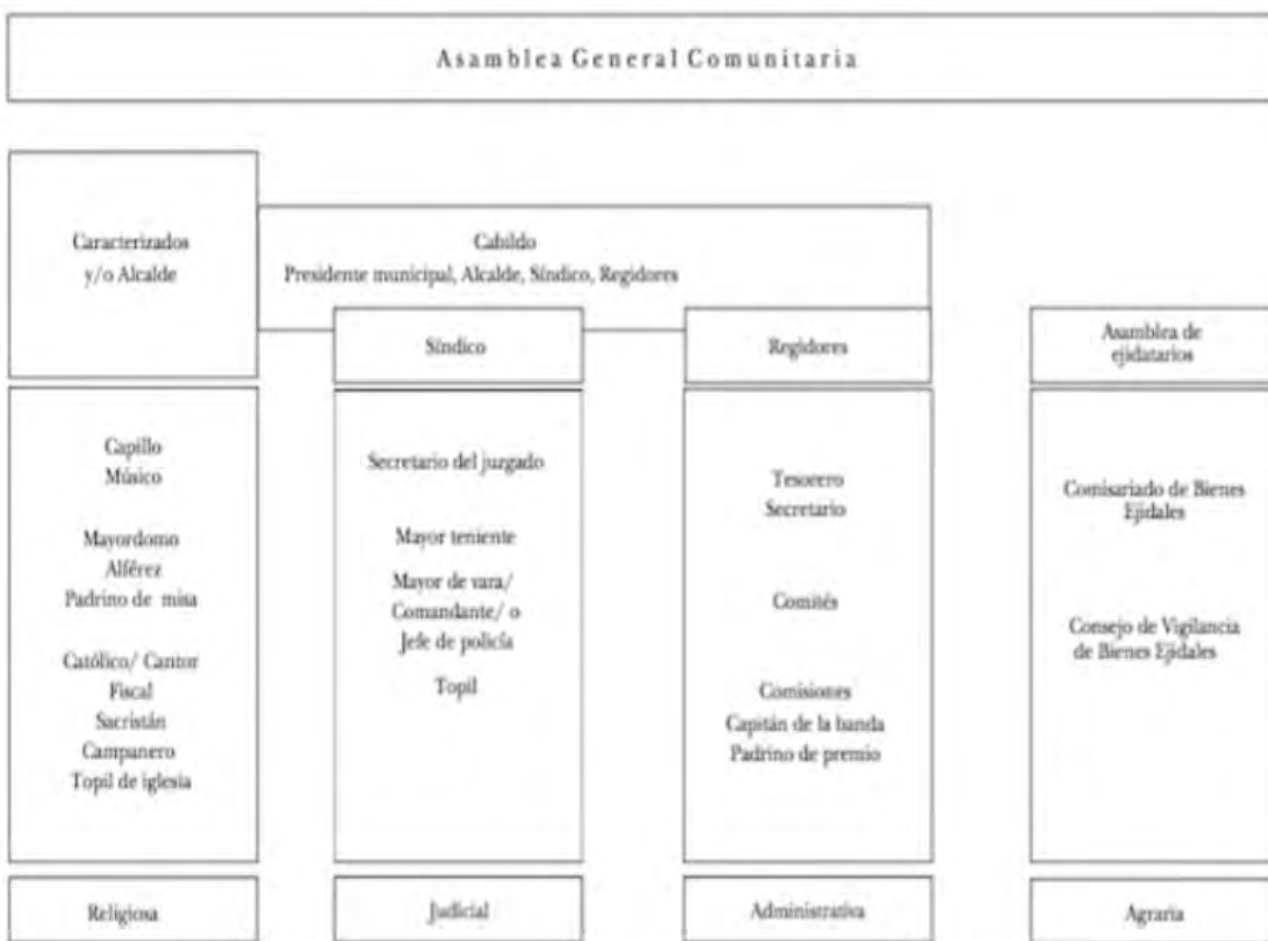 Asamblea General Comunitaria
Caracterizados
y/o Alcalde
Cabildo
Presidente municipal, Alcalde, Síndico, Regidores
Síndico
Regidores
Asamblea de
ejidatarios
Capillo
Músico
Mayordomo
Alférez
Padrino de misa
Católico/ Cantor
Fiscal
Sacristán
Campanero
Topil de iglesia
Secretario del juzgado
Mayor teniente
Mayor de vara/
Comandante/ o
Jefe de policía
Topil
Tesorero
Secretario
Comités
Comisiones
Capitán de la banda
Padrino de premio
Comisariado de Bienes
Ejidales
Consejo de Vigilancia
de Bienes Ejidales
Religiosa
Judicial
Administrativa
Agraria